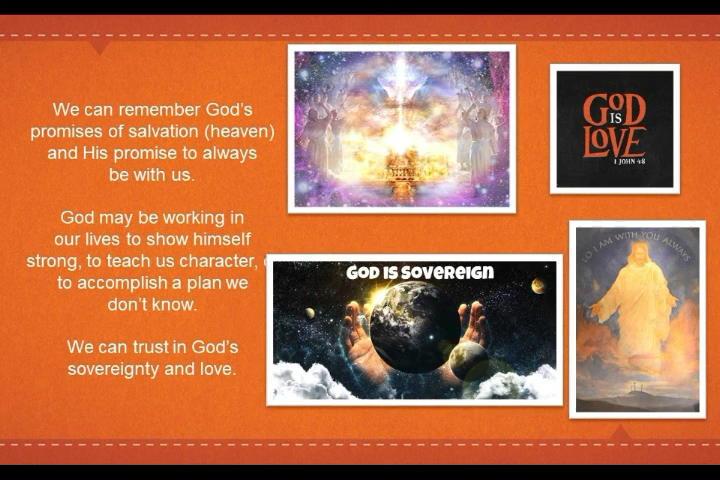 We can remember God's
promises of salvation (heaven)
and His promise to always
be with us.
God may be working in
our lives to show himself
strong, to teach us character,
to accomplish a plan we
don't know.
We can trust in God's
sovereignty and love.
GOD IS SOVEREIGN
GOD
IS
LOVE
1 JOHN 4:8
LO I AM WITH YOU ALWAYS